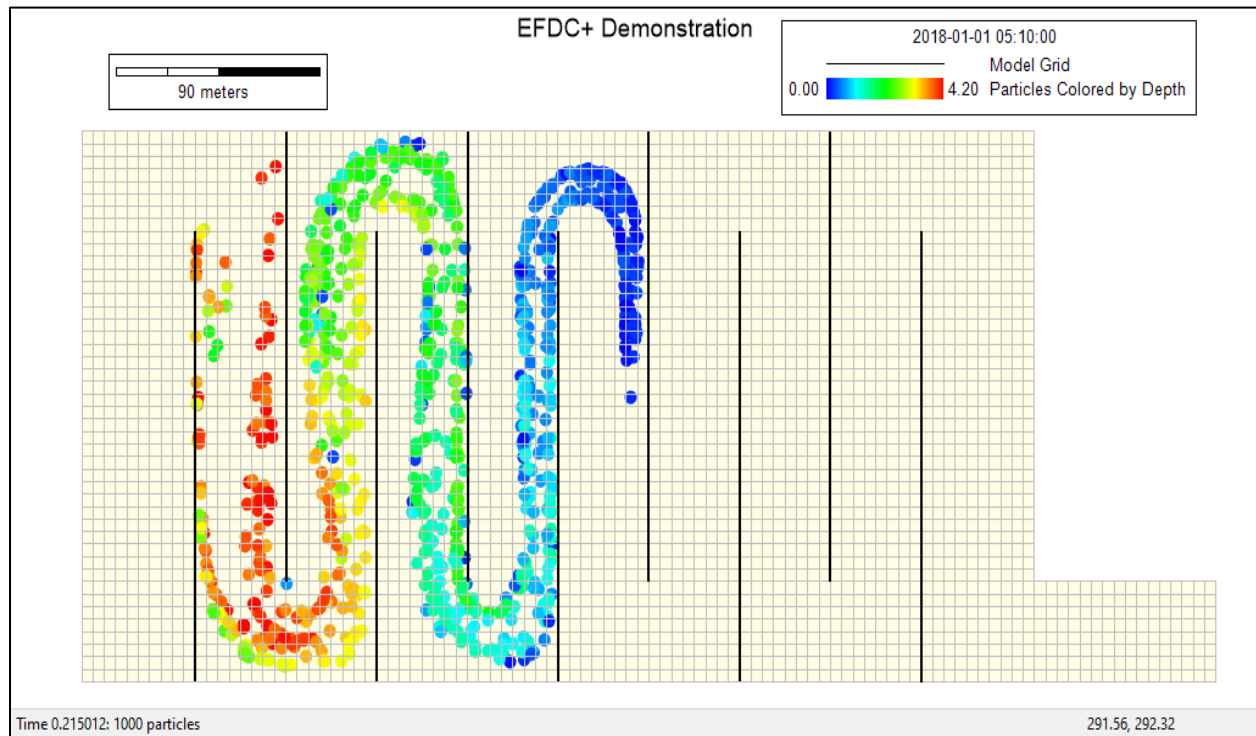 EFDC+ Demonstration
90 meters
2018-01-01 05:10:00
Model Grid
0.00 4.20 Particles Colored by Depth
Time 0.215012: 1000 particles
291.56, 292.32